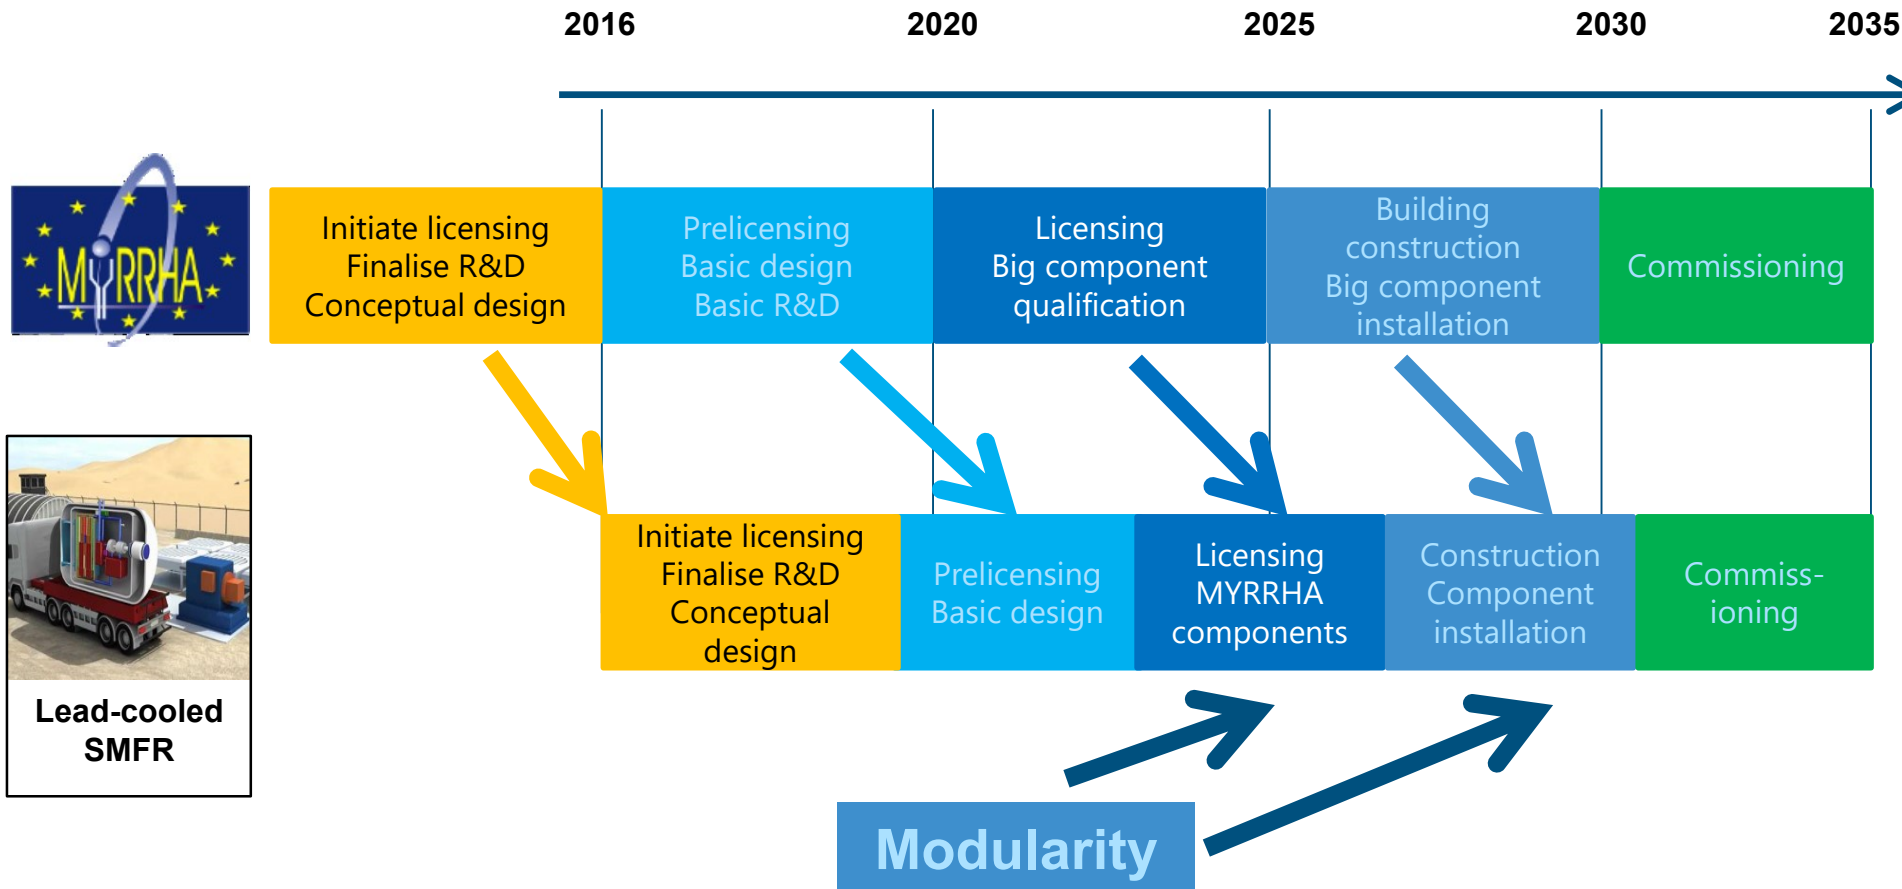 2016 2020 2025 2030 2035
MYRRHA
Initiate licensing
Finalise R&D
Conceptual design
Prelicensing
Basic design
Basic R&D
Licensing
Big component
qualification
Building
construction
Big component
installation
Commissioning
Lead-cooled
SMFR
Initiate licensing
Finalise R&D
Conceptual
design
Prelicensing
Basic design
Licensing
MYRRHA
components
Construction
Component
installation
Commiss-
ioning
Modularity